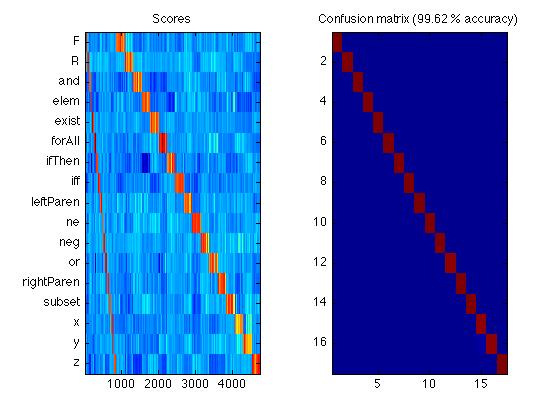 Scores
F
R
and
elem
exist
forAll
ifThen
iff
leftParen
ne
neg
or
rightParen
subset
x
y
z
1000 2000 3000 4000
Confusion matrix (99.62 % accuracy)
2
4
6
8
10
12
14
16
5 10 15